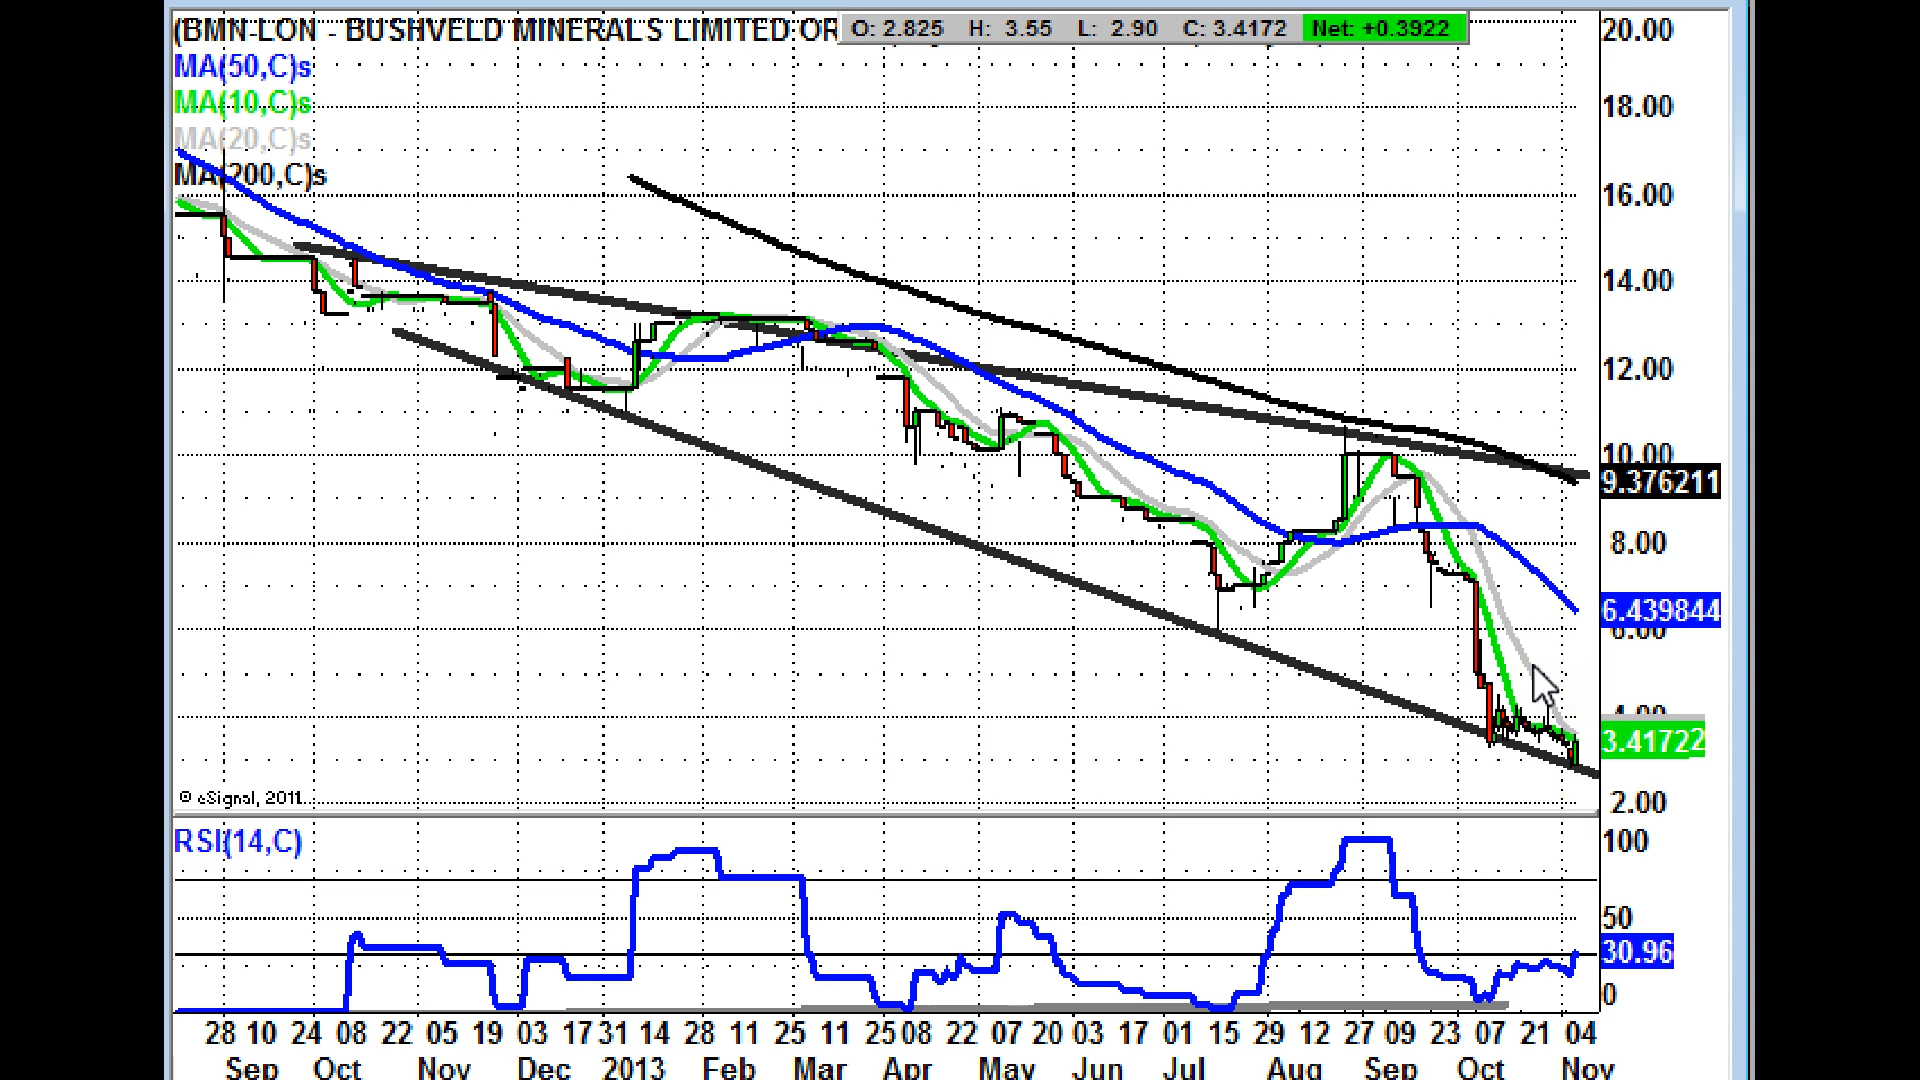 (BMN-LON - BUSHVELD MINERALS LIMITED OR O: 2.825 H: 3.55 L: 2.90 C: 3.4172 Net: +0.3922
MA(50,C)s
MA(10,C)s
MA(20,C)s
MA(200,C)s
20.00
18.00
16.00
14.00
12.00
10.00
9.376211
8.00
6.439844
6.00
4.00
3.41722
2.00
© eSignal, 2011
RSI(14,C)
100
50
30.96
0
28 10 24 08 22 05 19 03 17 31 14 28 11 25 11 25 08 22 07 20 03 17 01 15 29 12 27 09 23 07 21 04
Sep Oct Nov Dec 2013 Feb Mar Apr May Jun Jul Aug Sep Oct Nov